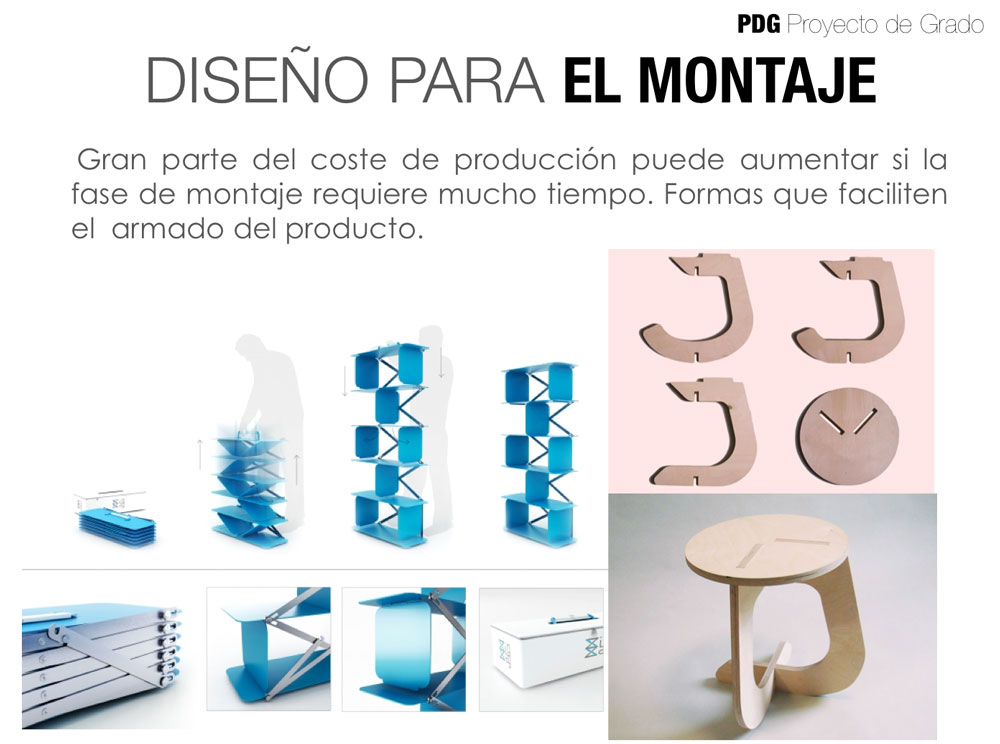 PDG Proyecto de Grado
DISEÑO PARA EL MONTAJE
Gran parte del coste de producción puede aumentar si la
fase de montaje requiere mucho tiempo. Formas que faciliten
el armado del producto.